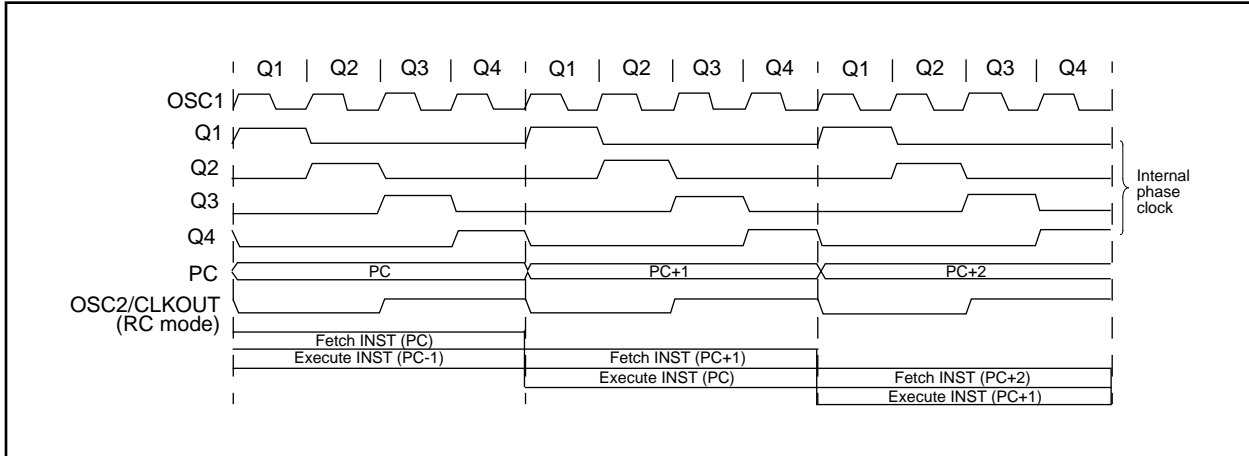 Q1 Q2 Q3 Q4 Q1 Q2 Q3 Q4 Q1 Q2 Q3 Q4
OSC1
Q1
Q2
Q3
Q4
PC
PC PC+1 PC+2
OSC2/CLKOUT
(RC mode)
Internal
phase
clock
Fetch INST (PC)
Execute INST (PC-1) Fetch INST (PC+1)
Execute INST (PC) Fetch INST (PC+2)
Execute INST (PC+1)